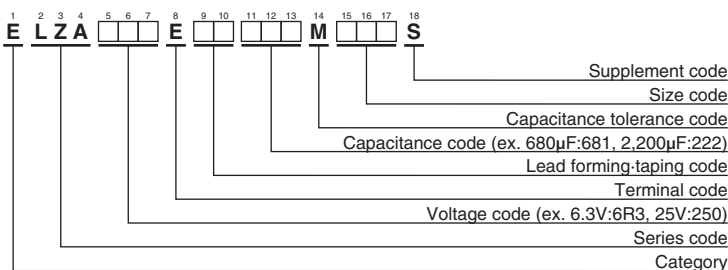 1 2 3 4 5 6 7 8 9 10 11 12 13 14 15 16 17 18
E L Z A E M S
Supplement code
Size code
Capacitance tolerance code
Capacitance code (ex. 680µF:681, 2,200µF:222)
Lead forming·taping code
Terminal code
Voltage code (ex. 6.3V:6R3, 25V:250)
Series code
Category